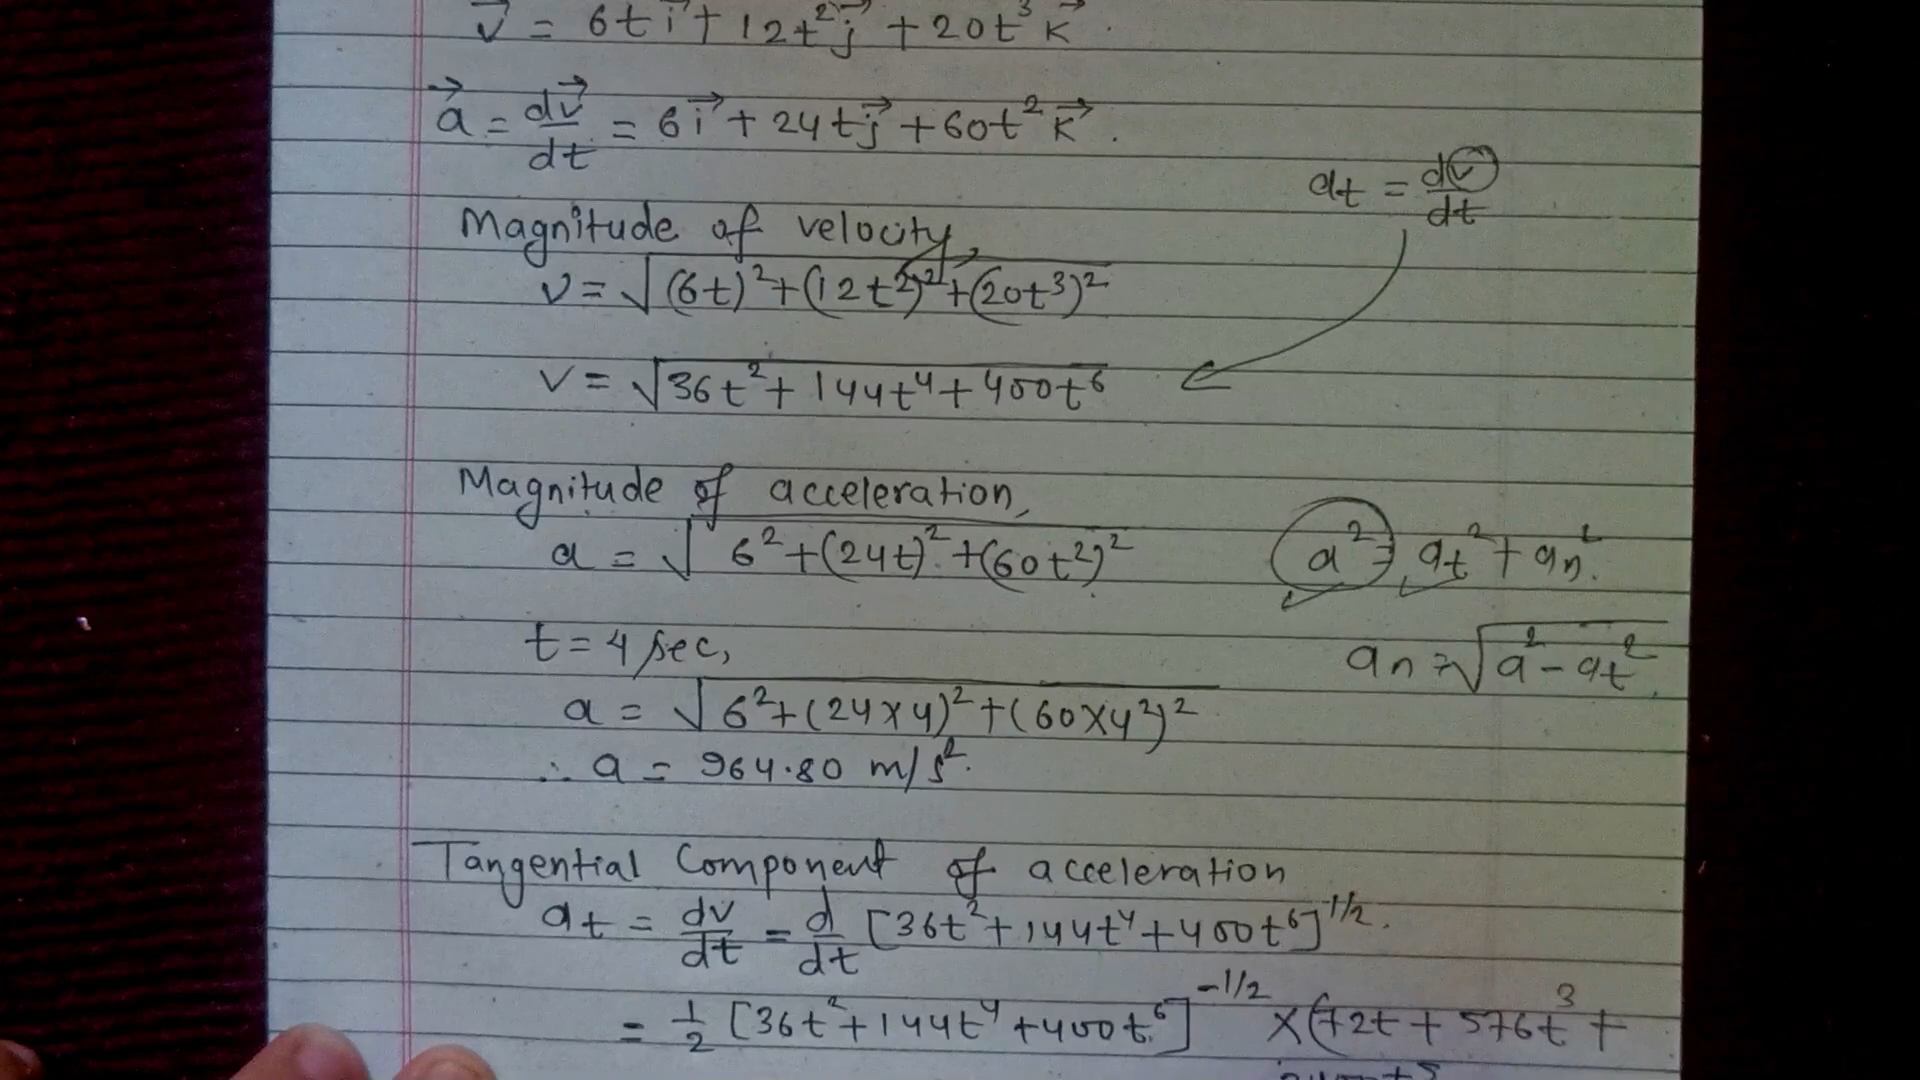 v⃗ = 6t i⃗ + 12t² j⃗ + 20t³ k⃗.
a⃗ = dv⃗/dt = 6 i⃗ + 24t j⃗ + 60t² k⃗.
at = dv/dt
Magnitude of velocity,
v = √(6t)² + (12t²)² + (20t³)²
v = √36t² + 144t⁴ + 400t⁶
Magnitude of acceleration,
a = √6² + (24t)² + (60t²)²
a² = at² + an².
t = 4 sec,
an = √a² - at².
a = √6² + (24×4)² + (60×4²)²
∴ a = 964.80 m/s².
Tangential Component of acceleration
at = dv/dt = d/dt [36t² + 144t⁴ + 400t⁶]^1/2.
= 1/2 [36t² + 144t⁴ + 400t⁶]^-1/2 × (72t + 576t³ +